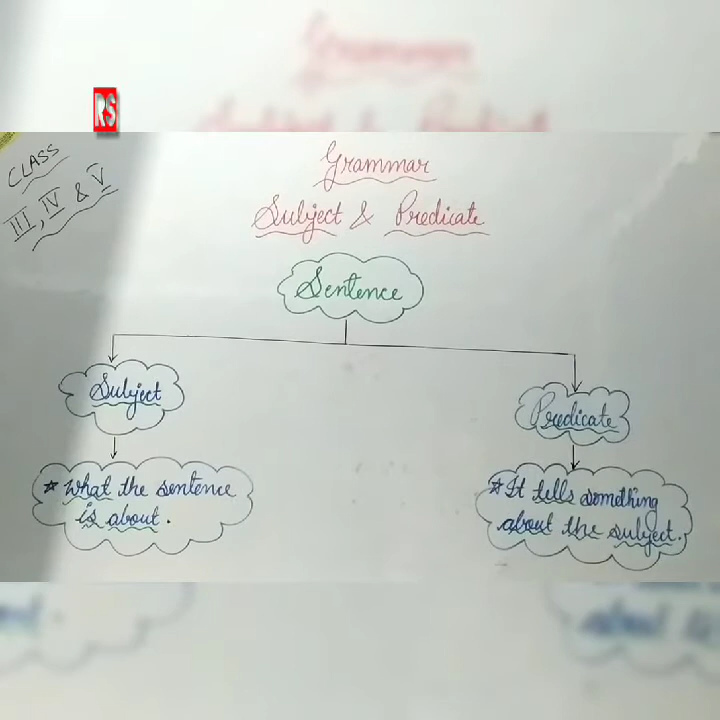 RS
CLASS
III, IV & V
Grammar
Subject & Predicate
Sentence
Subject
Predicate
* What the sentence
is about.
* It tells something
about the subject.